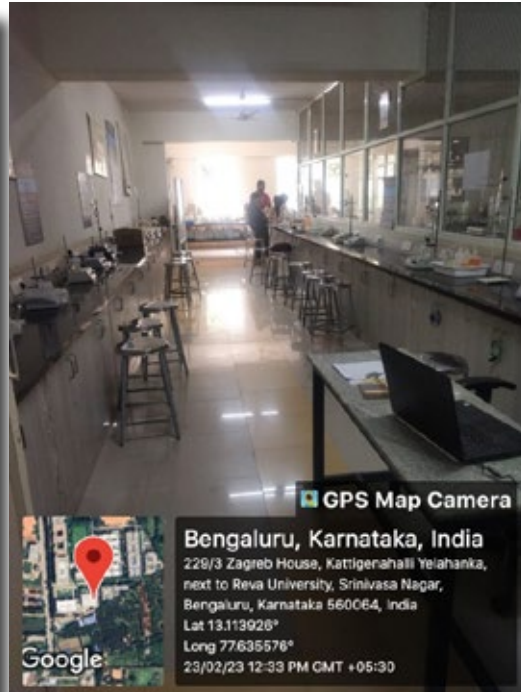 GPS Map Camera
Bengaluru, Karnataka, India
229/3 Zagreb House, Kattigenahalli Yelahanka,
next to Reva University, Srinivasa Nagar,
Bengaluru, Karnataka 560064, India
Lat 13.113926°
Long 77.635576°
23/02/23 12:33 PM GMT +05:30
Google